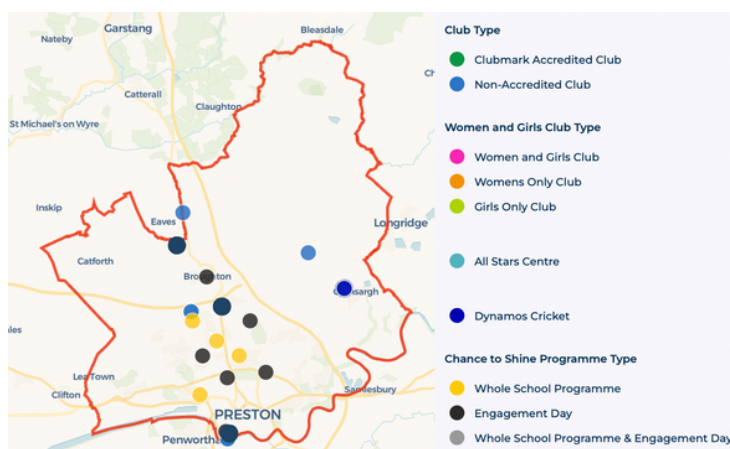 Bleasdale
Garstang
Nateby
Catterall
Claughton
St Michael's on Wyre
Inskip
Eaves
Longridge
Catforth
Broughton
Lea Town
Clifton
Samlesbury
PRESTON
Club Type
Clubmark Accredited Club
Non-Accredited Club
Women and Girls Club Type
Women and Girls Club
Womens Only Club
Girls Only Club
All Stars Centre
Dynamos Cricket
Chance to Shine Programme Type
Whole School Programme
Engagement Day
Whole School Programme & Engagement Day